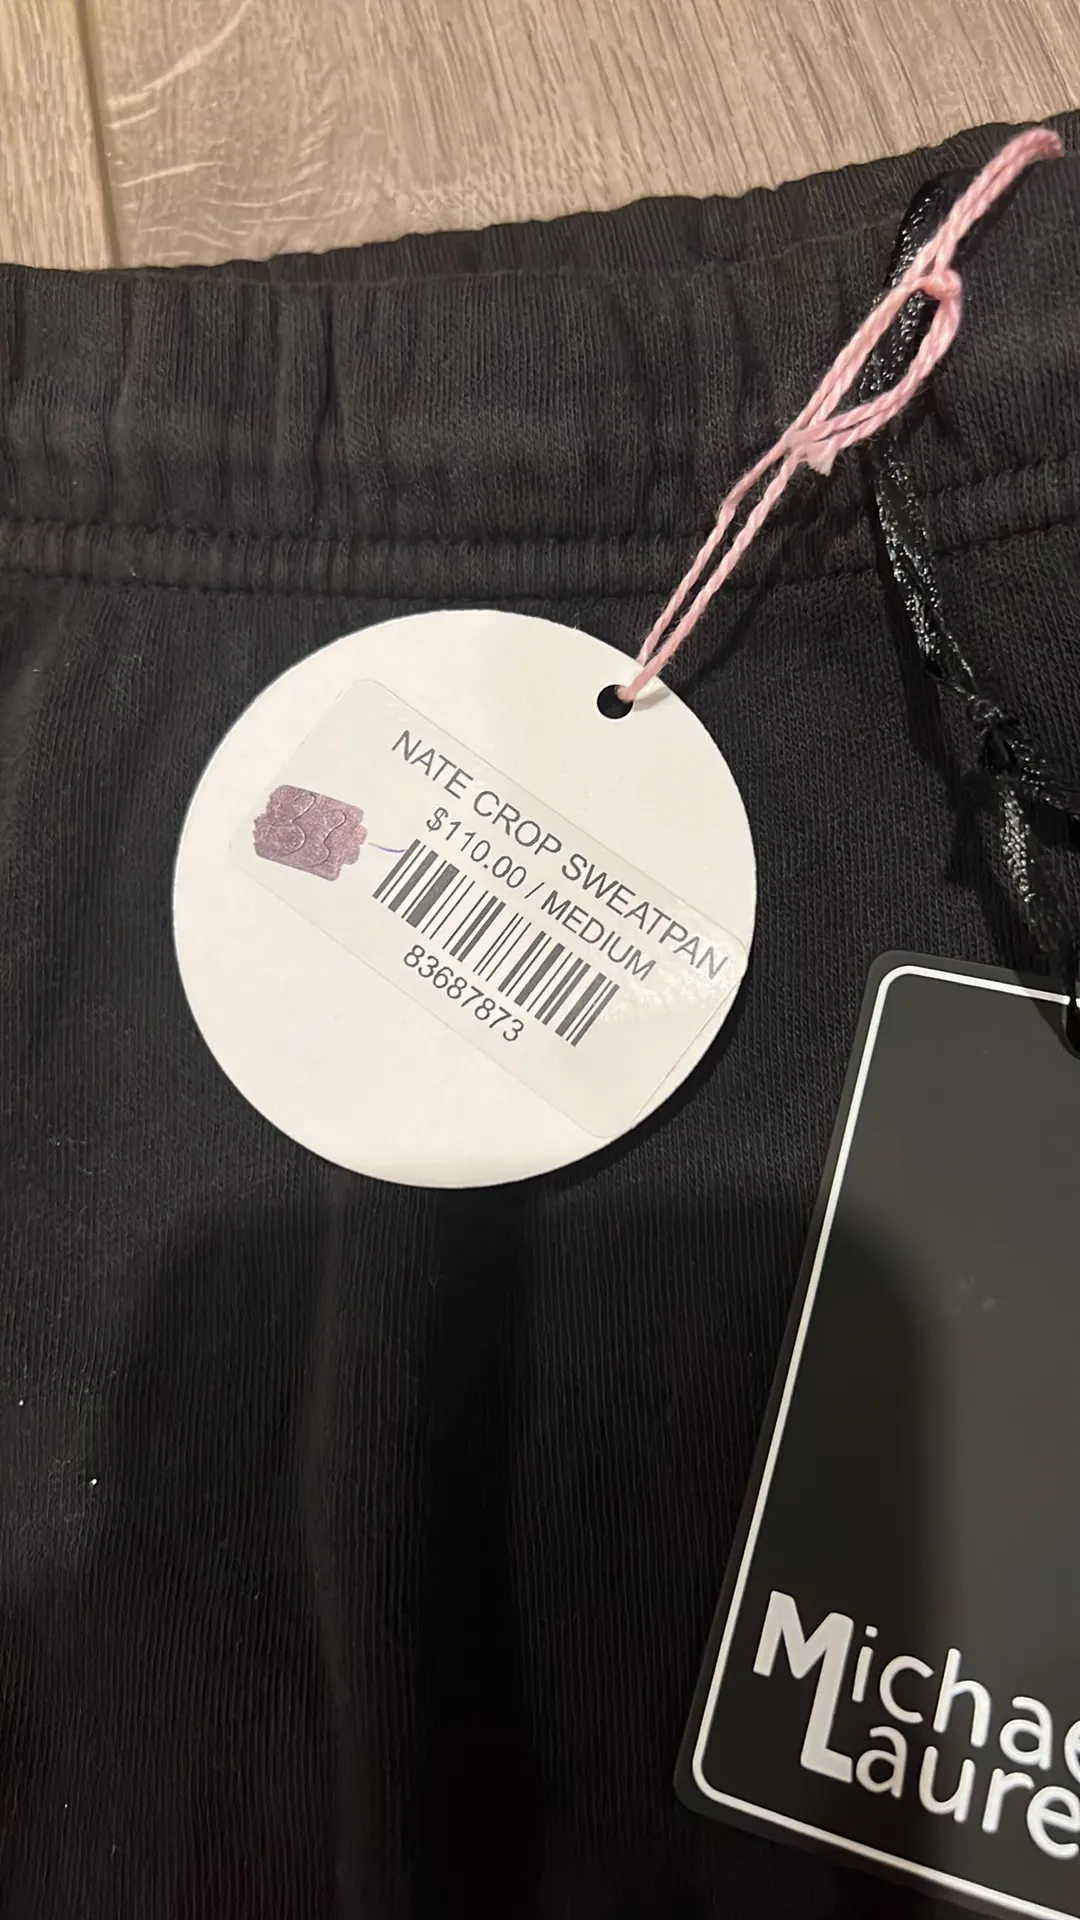 NATE CROP SWEATPAN
$110.00 / MEDIUM
83687873
Michae
Laure